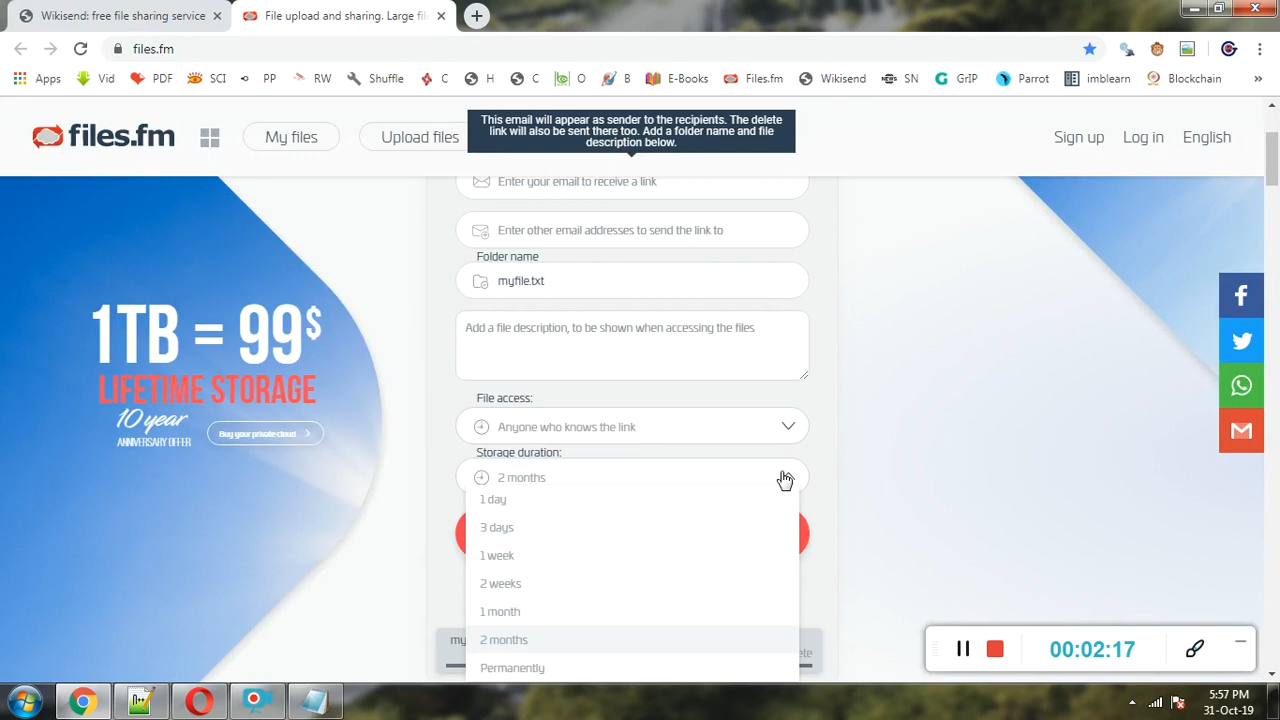 Wikisend: free file sharing service
File upload and sharing. Large fil
files.fm
Apps
Vid
PDF
SCI
PP
RW
Shuffle
C
H
C
O
B
E-Books
Files.fm
Wikisend
SN
GrIP
Parrot
imblearn
Blockchain
»
files.fm
My files
Upload files
This email will appear as sender to the recipients. The delete
link will also be sent there too. Add a folder name and file
description below.
Sign up
Log in
English
Enter your email to receive a link
Enter other email addresses to send the link to
Folder name
myfile.txt
Add a file description, to be shown when accessing the files
File access:
Anyone who knows the link
Storage duration:
2 months
1 day
3 days
1 week
2 weeks
1 month
2 months
Permanently
my
ete
1TB = 99$
LIFETIME STORAGE
10 year
ANNIVERSARY OFFER
Buy your private cloud
00:02:17
5:57 PM
31-Oct-19